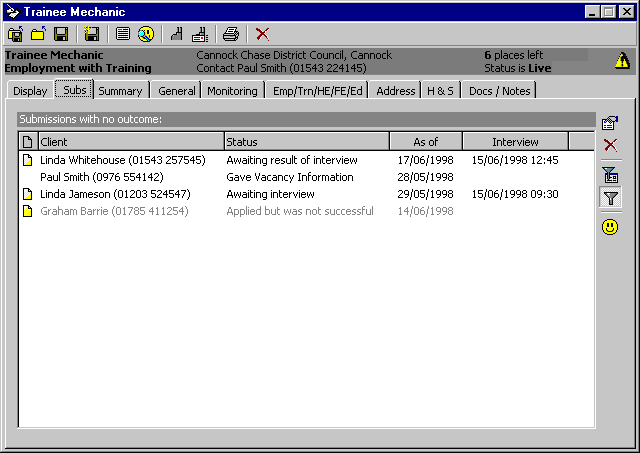 Trainee Mechanic
Trainee Mechanic Cannock Chase District Council, Cannock 6 places left
Employment with Training Contact Paul Smith (01543 224145) Status is Live
Display Subs Summary General Monitoring Emp/Trn/HE/FE/Ed Address H & S Docs / Notes
Submissions with no outcome:
Client Status As of Interview
Linda Whitehouse (01543 257545) Awaiting result of interview 17/06/1998 15/06/1998 12:45
Paul Smith (0976 554142) Gave Vacancy Information 28/05/1998
Linda Jameson (01203 524547) Awaiting interview 29/05/1998 15/06/1998 09:30
Graham Barrie (01785 411254) Applied but was not successful 14/06/1998